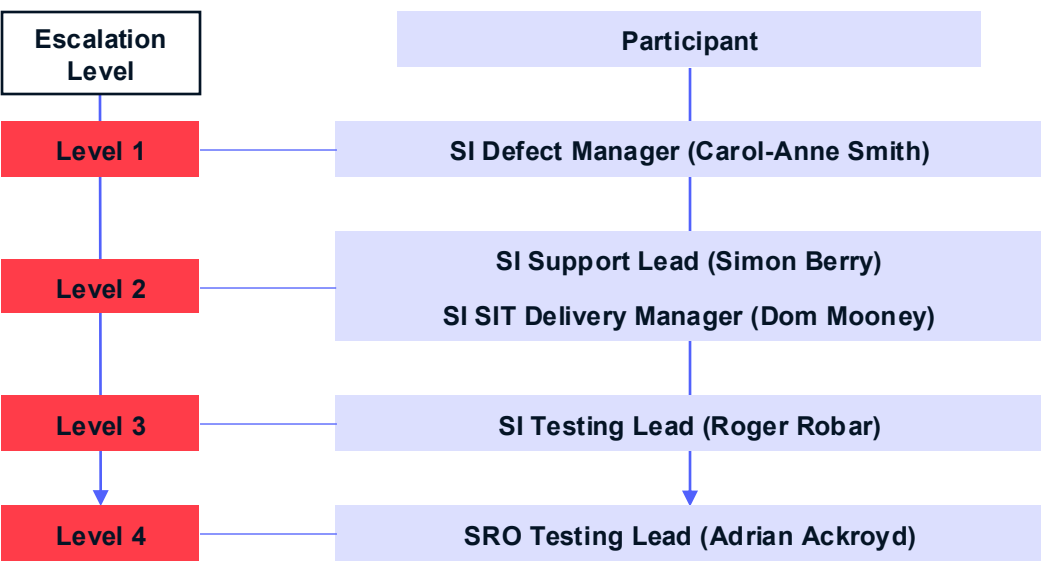 Escalation
Level
Participant
Level 1
SI Defect Manager (Carol-Anne Smith)
Level 2
SI Support Lead (Simon Berry)
SI SIT Delivery Manager (Dom Mooney)
Level 3
SI Testing Lead (Roger Robar)
Level 4
SRO Testing Lead (Adrian Ackroyd)